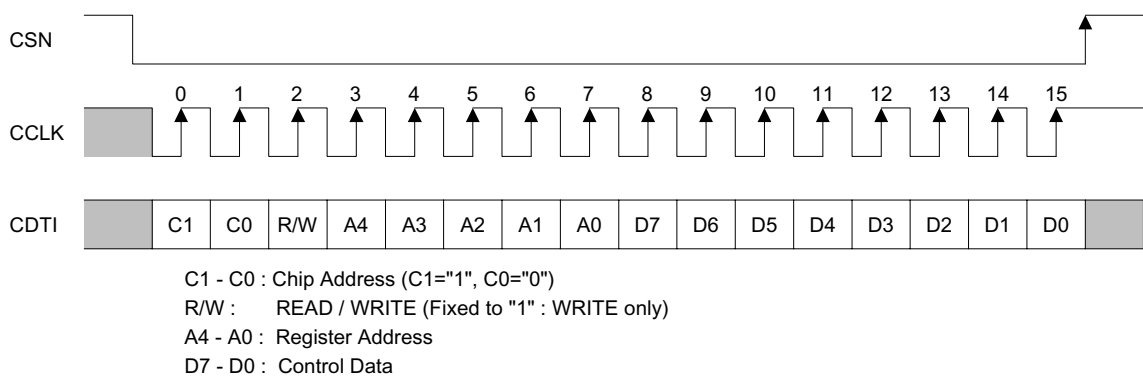 CSN
0 1 2 3 4 5 6 7 8 9 10 11 12 13 14 15
CCLK
CDTI C1 C0 R/W A4 A3 A2 A1 A0 D7 D6 D5 D4 D3 D2 D1 D0
C1 - C0 : Chip Address (C1="1", C0="0")
R/W : READ / WRITE (Fixed to "1" : WRITE only)
A4 - A0 : Register Address
D7 - D0 : Control Data